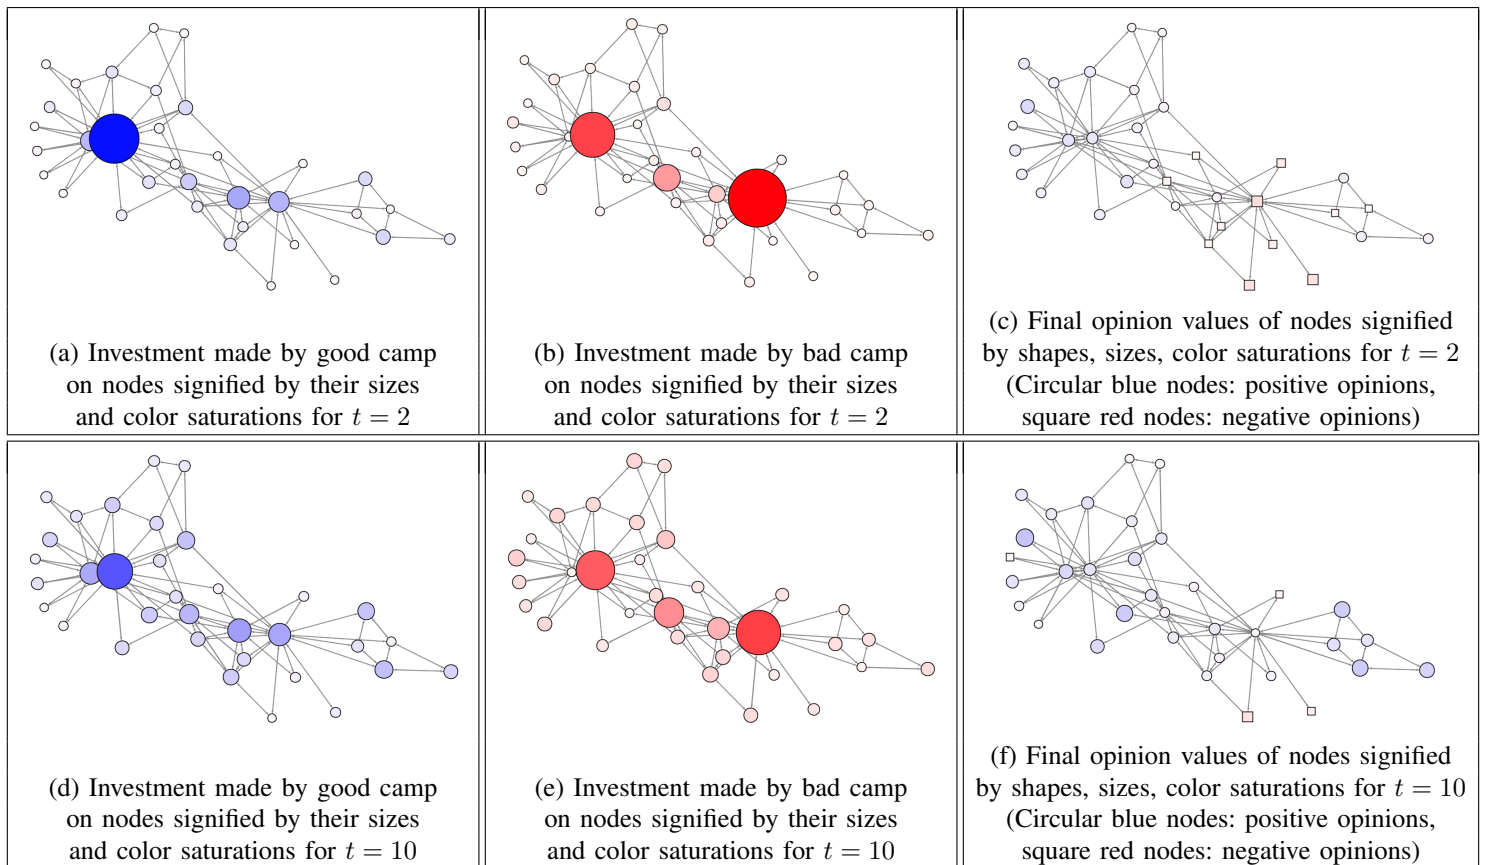 (a) Investment made by good camp
on nodes signified by their sizes
and color saturations for t = 2
(b) Investment made by bad camp
on nodes signified by their sizes
and color saturations for t = 2
(c) Final opinion values of nodes signified
by shapes, sizes, color saturations for t = 2
(Circular blue nodes: positive opinions,
square red nodes: negative opinions)
(d) Investment made by good camp
on nodes signified by their sizes
and color saturations for t = 10
(e) Investment made by bad camp
on nodes signified by their sizes
and color saturations for t = 10
(f) Final opinion values of nodes signified
by shapes, sizes, color saturations for t = 10
(Circular blue nodes: positive opinions,
square red nodes: negative opinions)